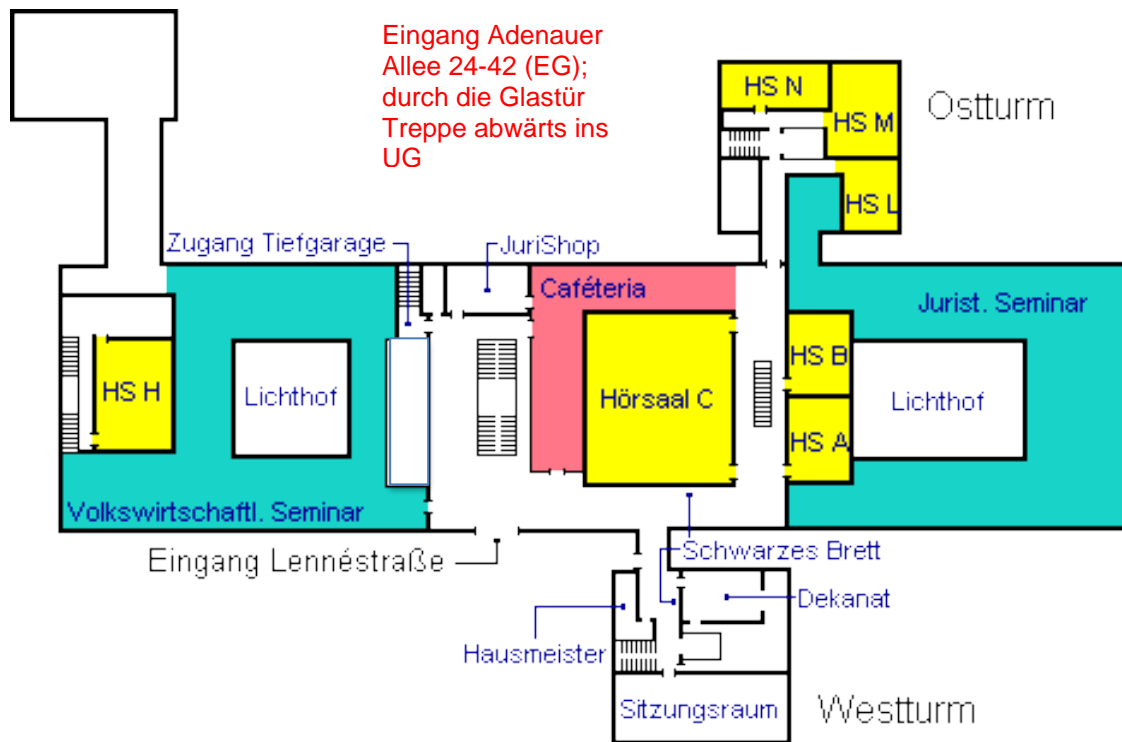 Eingang Adenauer
Allee 24-42 (EG);
durch die Glastür
Treppe abwärts ins
UG
HS N
HS M
Ostturm
HS L
Zugang Tiefgarage
JuriShop
Caféteria
Jurist. Seminar
HS H
Lichthof
Hörsaal C
HS B
Lichthof
HS A
Volkswirtschaftl. Seminar
Eingang Lennéstraße
Schwarzes Brett
Dekanat
Hausmeister
Sitzungsraum
Westturm